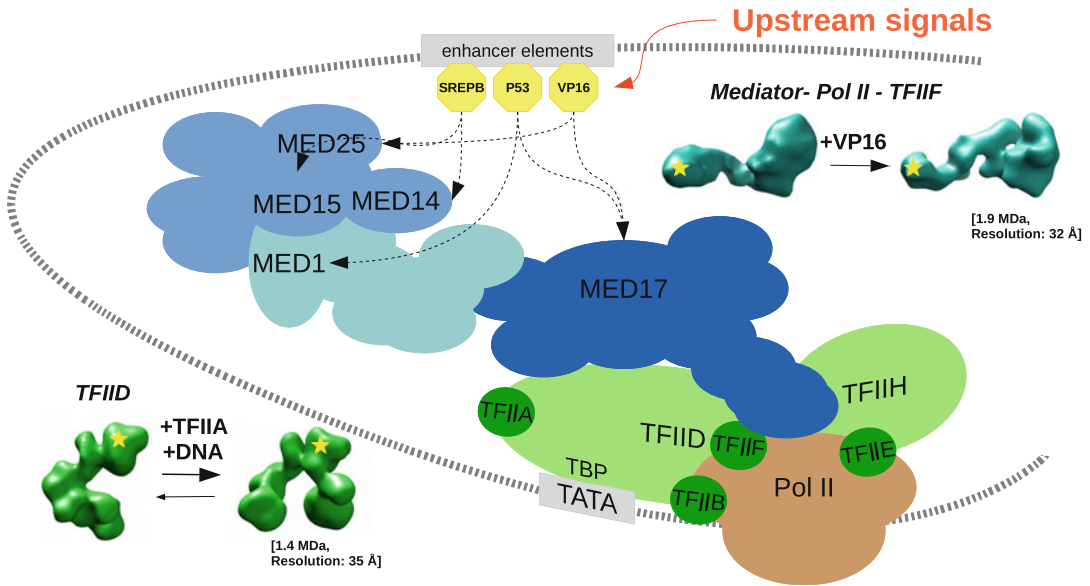 Upstream signals
enhancer elements
SREPB
P53
VP16
Mediator- Pol II - TFIIF
+VP16
[1.9 MDa,
Resolution: 32 Å]
MED25
MED15
MED14
MED1
MED17
TFIID
+TFIIA
+DNA
[1.4 MDa,
Resolution: 35 Å]
TFIIA
TFIID
TFIIF
TFIIH
TFIIE
TBP
TATA
TFIIB
Pol II